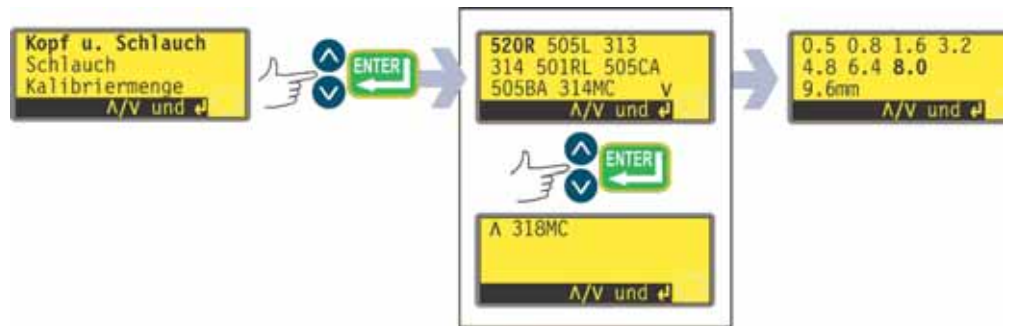 Kopf u. Schlauch
Schlauch
Kalibriermenge
Λ/V und ↲
ENTER
520R 505L 313
314 501RL 505CA
505BA 314MC V
Λ/V und ↲
ENTER
Λ 318MC
Λ/V und ↲
0.5 0.8 1.6 3.2
4.8 6.4 8.0
9.6mm
Λ/V und ↲